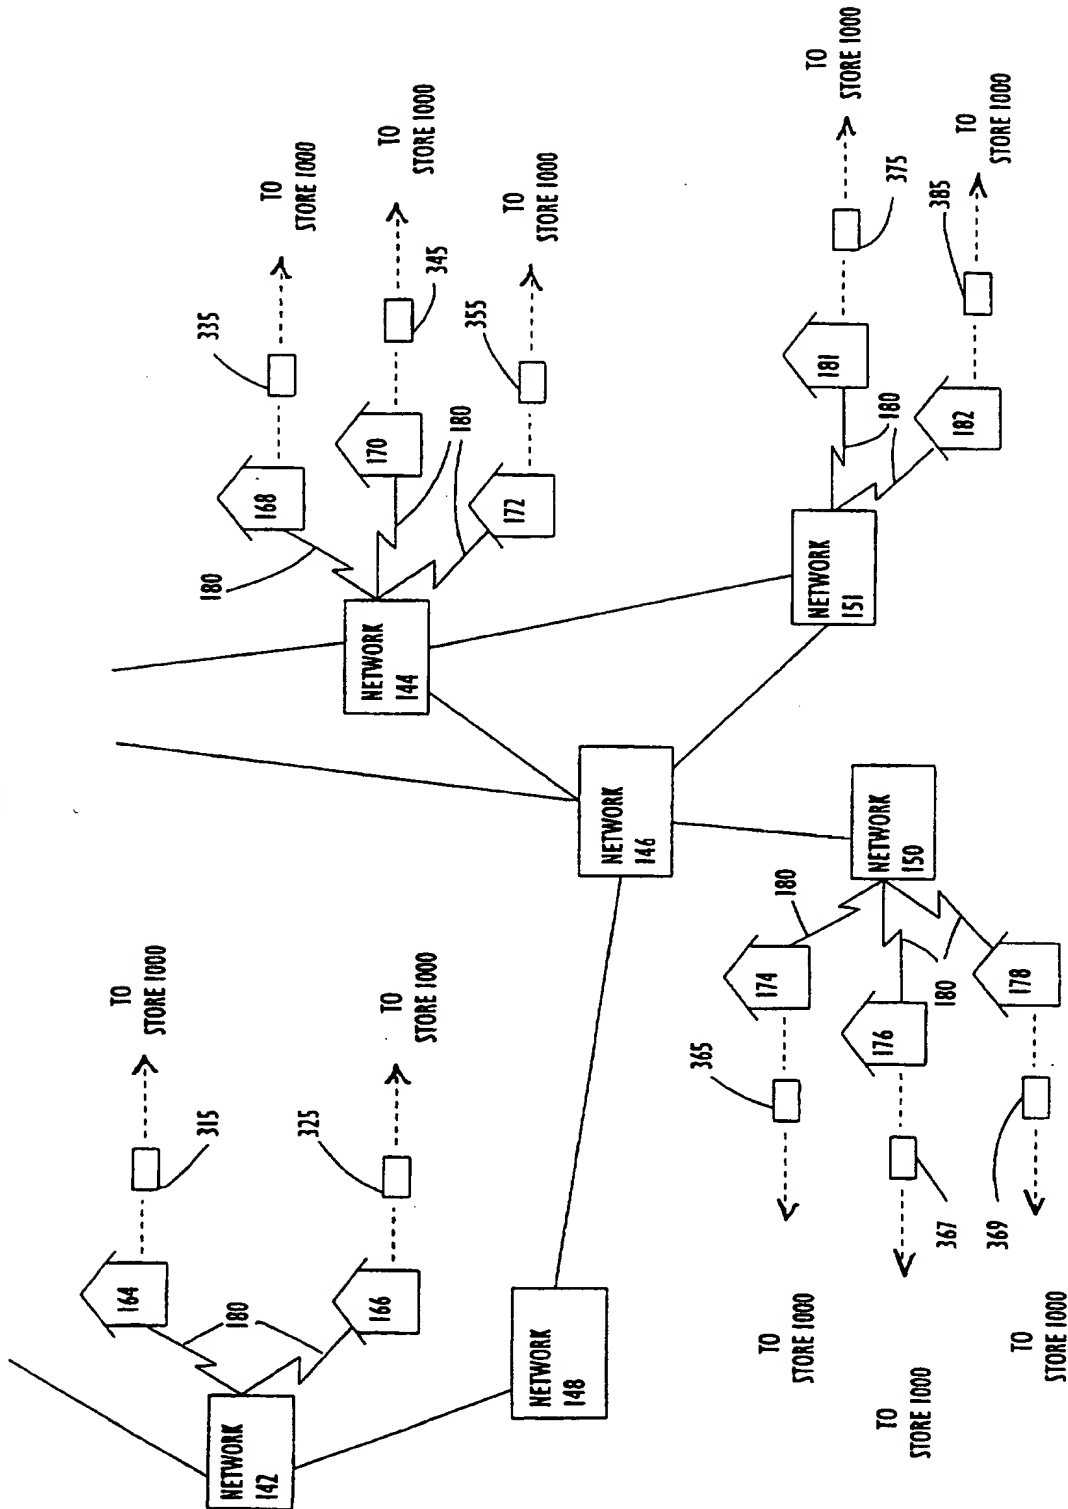 TO
STORE 1000
335
TO
STORE 1000
345
TO
STORE 1000
355
168
180
170
180
172
NETWORK
144
TO
STORE 1000
375
TO
STORE 1000
385
181
180
182
NETWORK
151
NETWORK
146
NETWORK
150
180
180
174
176
178
365
367
369
TO
STORE 1000
TO
STORE 1000
TO
STORE 1000
TO
STORE 1000
315
TO
STORE 1000
325
164
180
166
NETWORK
142
NETWORK
148